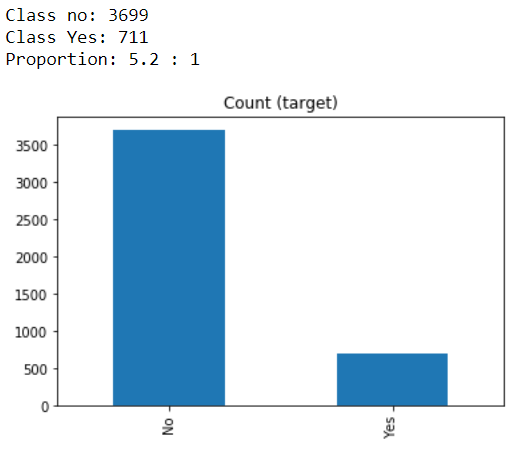 Class no: 3699
Class Yes: 711
Proportion: 5.2 : 1
Count (target)
3500
3000
2500
2000
1500
1000
500
0
No
Yes